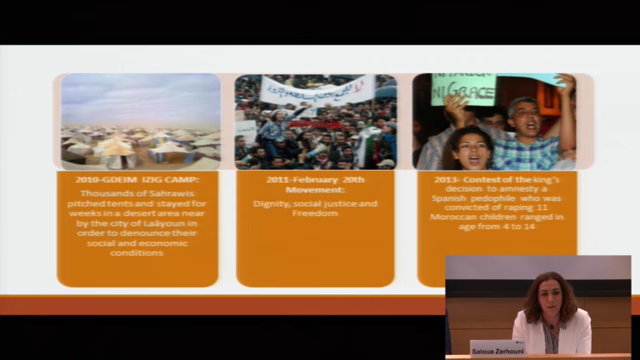 NI GRACE
2010-GDEIM IZIG CAMP:
Thousands of Sahrawis
pitched tents and stayed for
weeks in a desert area near
by the city of Laâyoun in
order to denounce their
social and economic
conditions
2011-February 20th
Movement:
Dignity, social justice and
Freedom
2013- Contest of the king's
decision to amnesty a
Spanish pedophile who was
convicted of raping 11
Moroccan children ranged in
age from 4 to 14
Saloua Zerhouni